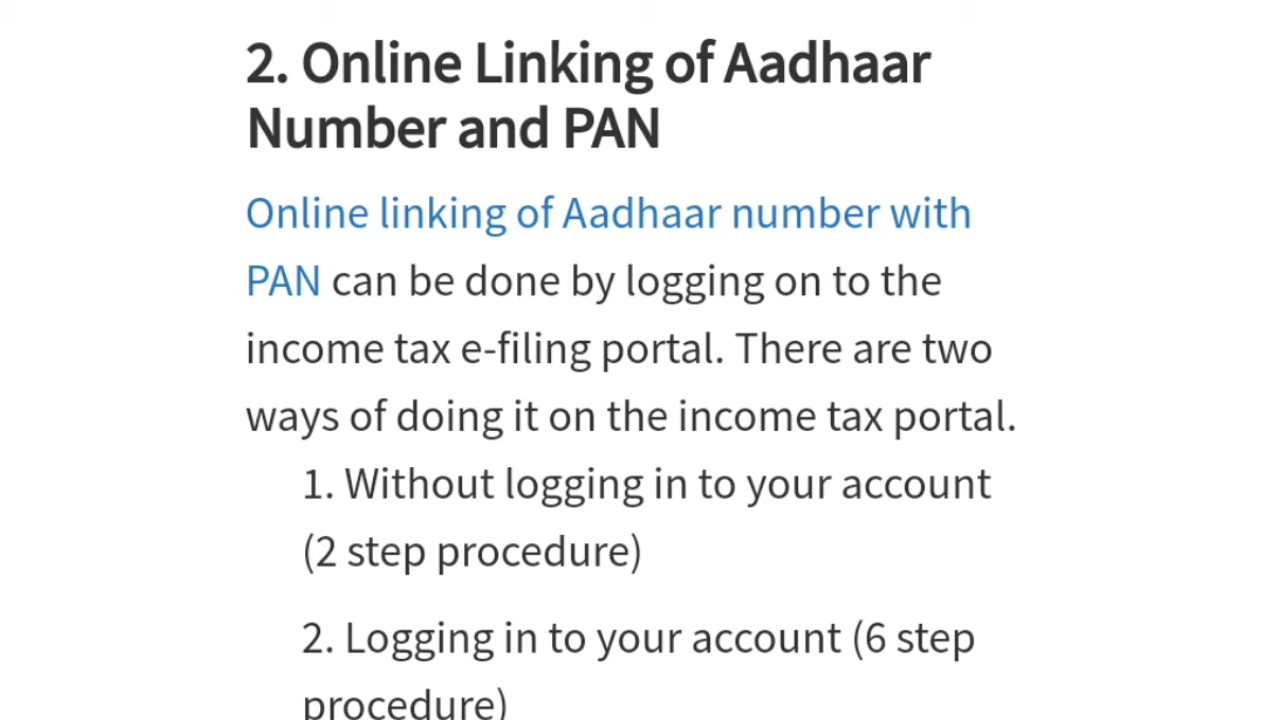 2. Online Linking of Aadhaar
Number and PAN
Online linking of Aadhaar number with
PAN can be done by logging on to the
income tax e-filing portal. There are two
ways of doing it on the income tax portal.
1. Without logging in to your account
(2 step procedure)
2. Logging in to your account (6 step
procedure)